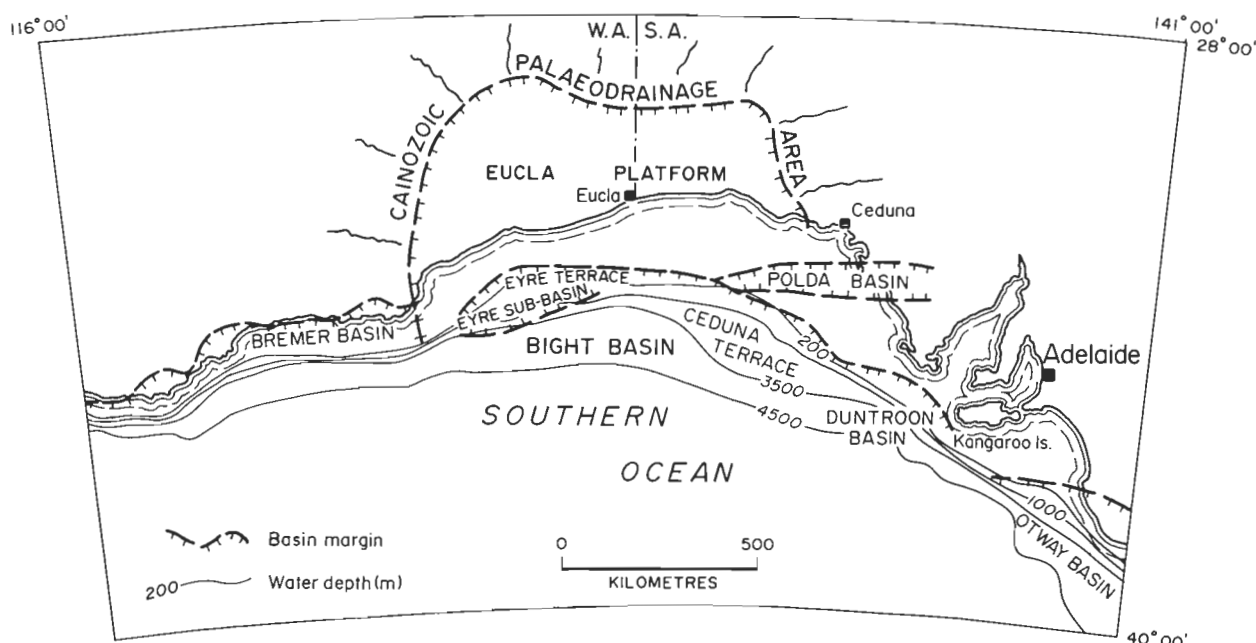 116°00'
141°00'
28°00'
W.A. S.A.
PALAEODRAINAGE
CAINOZOIC
AREA
EUCLA PLATFORM
Eucla
Ceduna
EYRE TERRACE
POLDA BASIN
EYRE SUB-BASIN
BREMER BASIN
CEDUNA
TERRACE
200
BIGHT BASIN
Adelaide
3500
SOUTHERN
4500
DUNTROON
BASIN
Kangaroo Is.
OCEAN
1000
OTWAY BASIN
Basin margin
0 500
KILOMETRES
200 Water depth (m)
40°00'